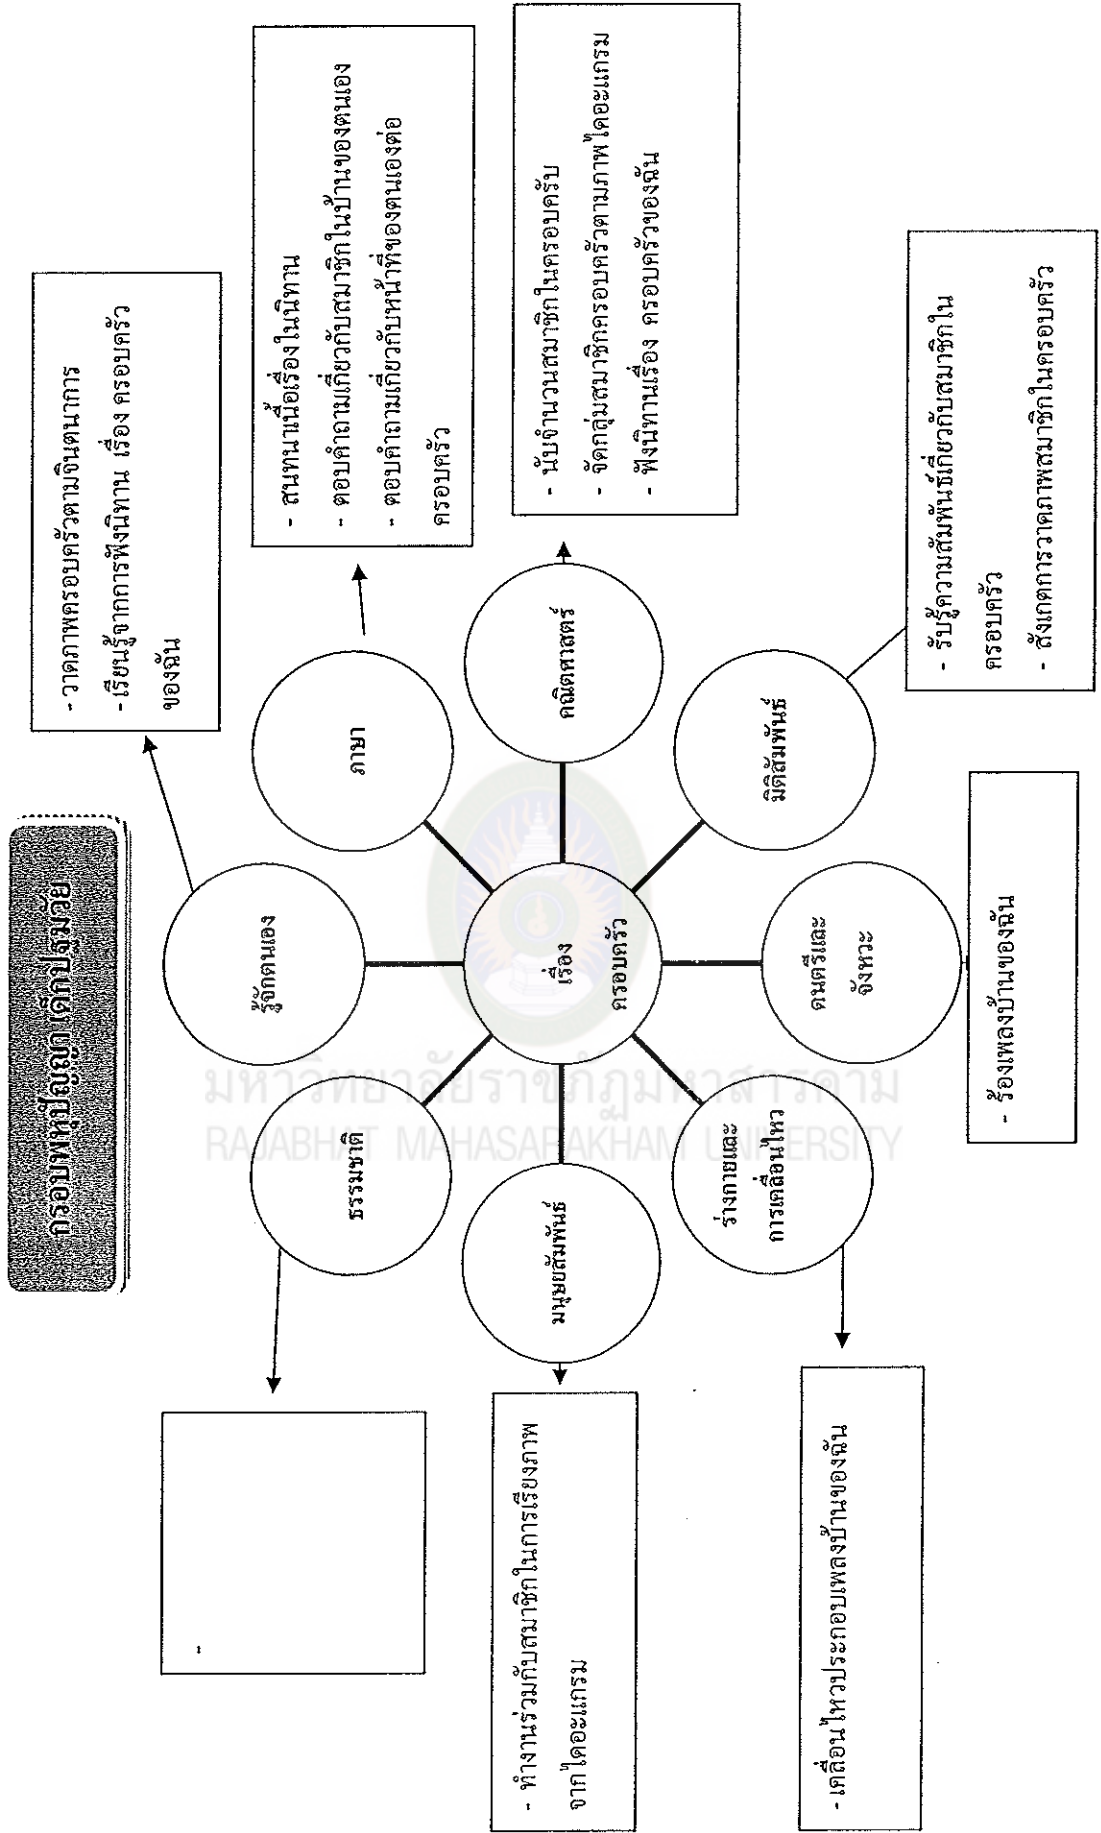 กรอบพหุปัญญา เด็กปฐมวัย
รู้จักตนเอง
- วาดภาพครอบครัวตามจินตนาการ
- เรียนรู้จากการฟังนิทาน เรื่อง ครอบครัว
ของฉัน
ภาษา
- สนทนาเนื้อเรื่องในนิทาน
- ตอบคำถามเกี่ยวกับสมาชิกในบ้านของตนเอง
- ตอบคำถามเกี่ยวกับหน้าที่ของตนเองต่อ
ครอบครัว
คณิตศาสตร์
- นับจำนวนสมาชิกในครอบครับ
- จัดกลุ่มสมาชิกครอบครัวตามภาพไดอะแกรม
- ฟังนิทานเรื่อง ครอบครัวของฉัน
มิติสัมพันธ์
- รับรู้ความสัมพันธ์เกี่ยวกับสมาชิกใน
ครอบครัว
- สังเกตการวาดภาพสมาชิกในครอบครัว
ดนตรีและ
จังหวะ
- ร้องเพลงบ้านของฉัน
ร่างกายและ
การเคลื่อนไหว
- เคลื่อนไหวประกอบเพลงบ้านของฉัน
มนุษยสัมพันธ์
- ทำงานร่วมกับสมาชิกในการเรียงภาพ
จากไดอะแกรม
ธรรมชาติ
-
เรื่อง
ครอบครัว
มหาวิทยาลัยราชภัฏมหาสารคาม
RAJABHAT MAHASARAKHAM UNIVERSITY